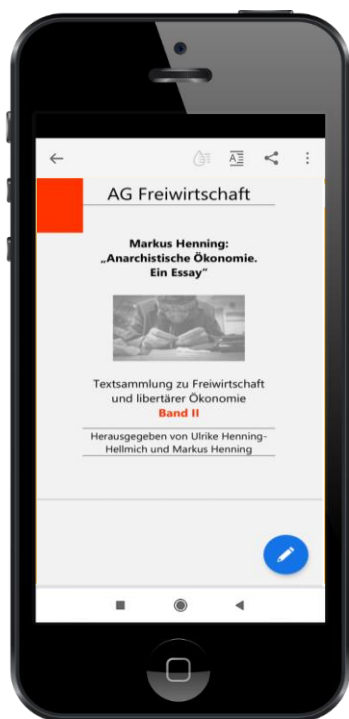 AG Freiwirtschaft
Markus Henning:
„Anarchistische Ökonomie.
Ein Essay“
Textsammlung zu Freiwirtschaft
und libertärer Ökonomie
Band II
Herausgegeben von Ulrike Henning-
Hellmich und Markus Henning